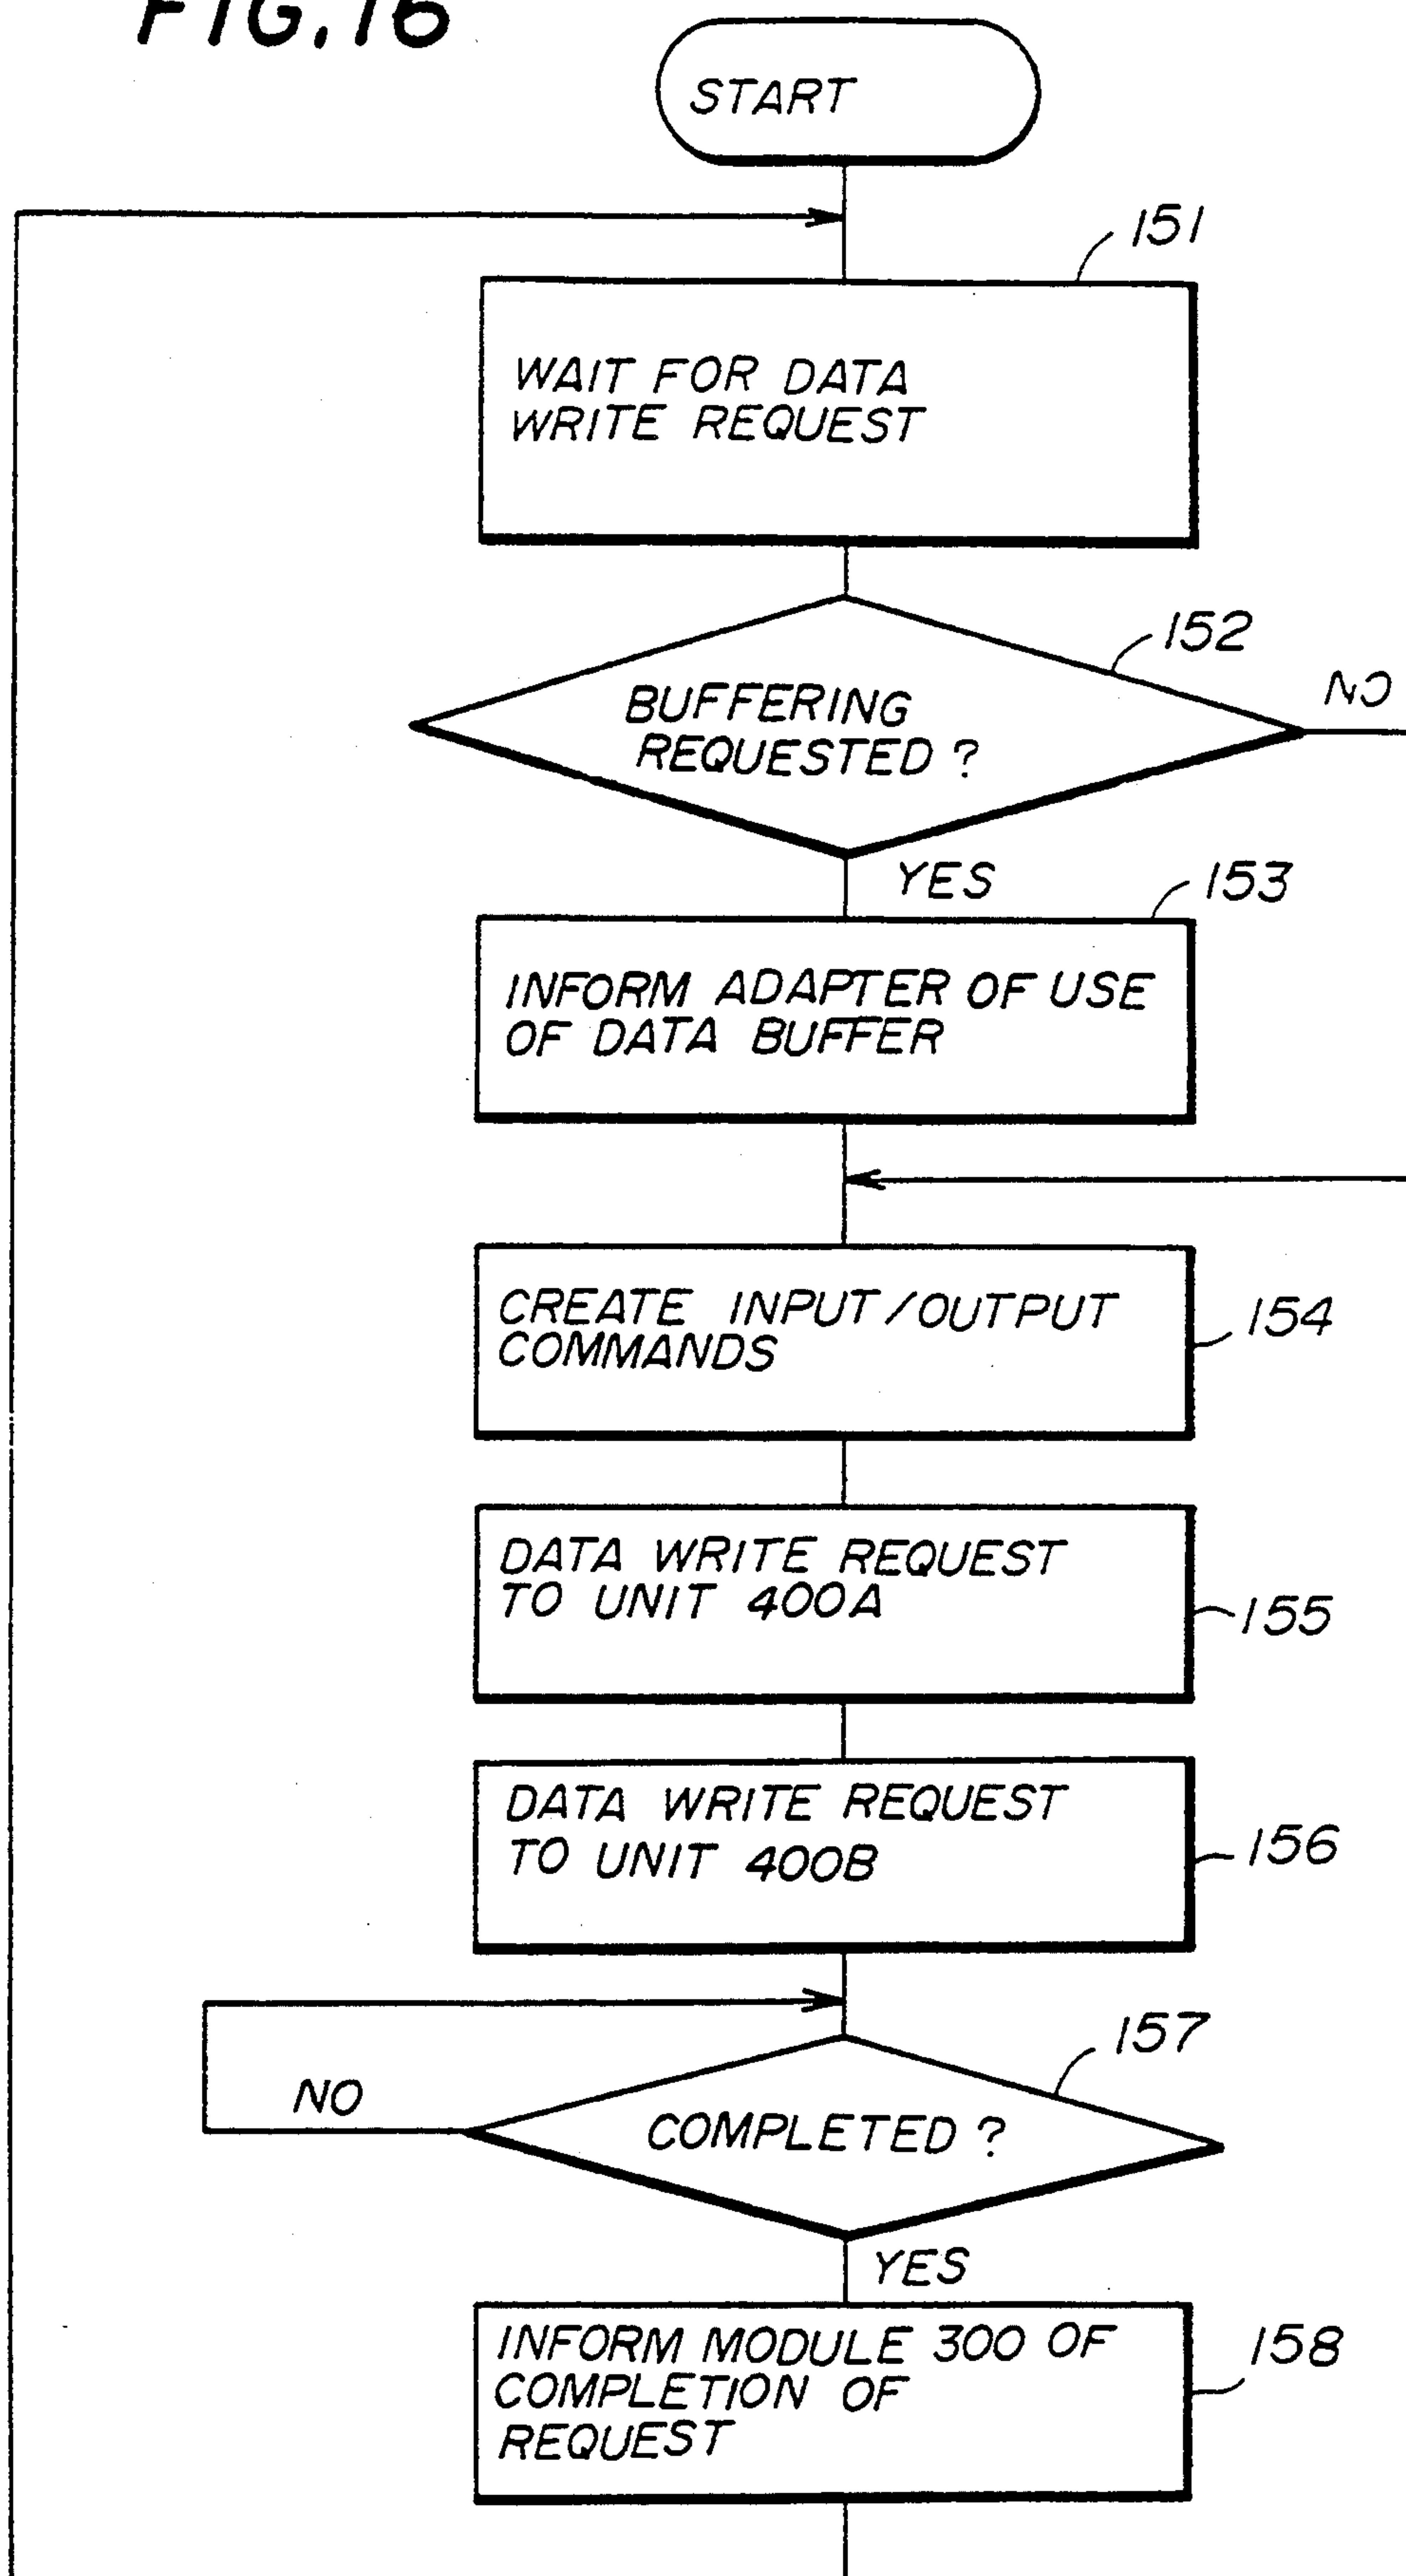 FIG.16
START
151
WAIT FOR DATA
WRITE REQUEST
152
NO
BUFFERING
REQUESTED ?
YES
153
INFORM ADAPTER OF USE
OF DATA BUFFER
CREATE INPUT/OUTPUT
COMMANDS
154
DATA WRITE REQUEST
TO UNIT 400A
155
DATA WRITE REQUEST
TO UNIT 400B
156
157
NO
COMPLETED ?
YES
INFORM MODULE 300 OF
COMPLETION OF
REQUEST
158